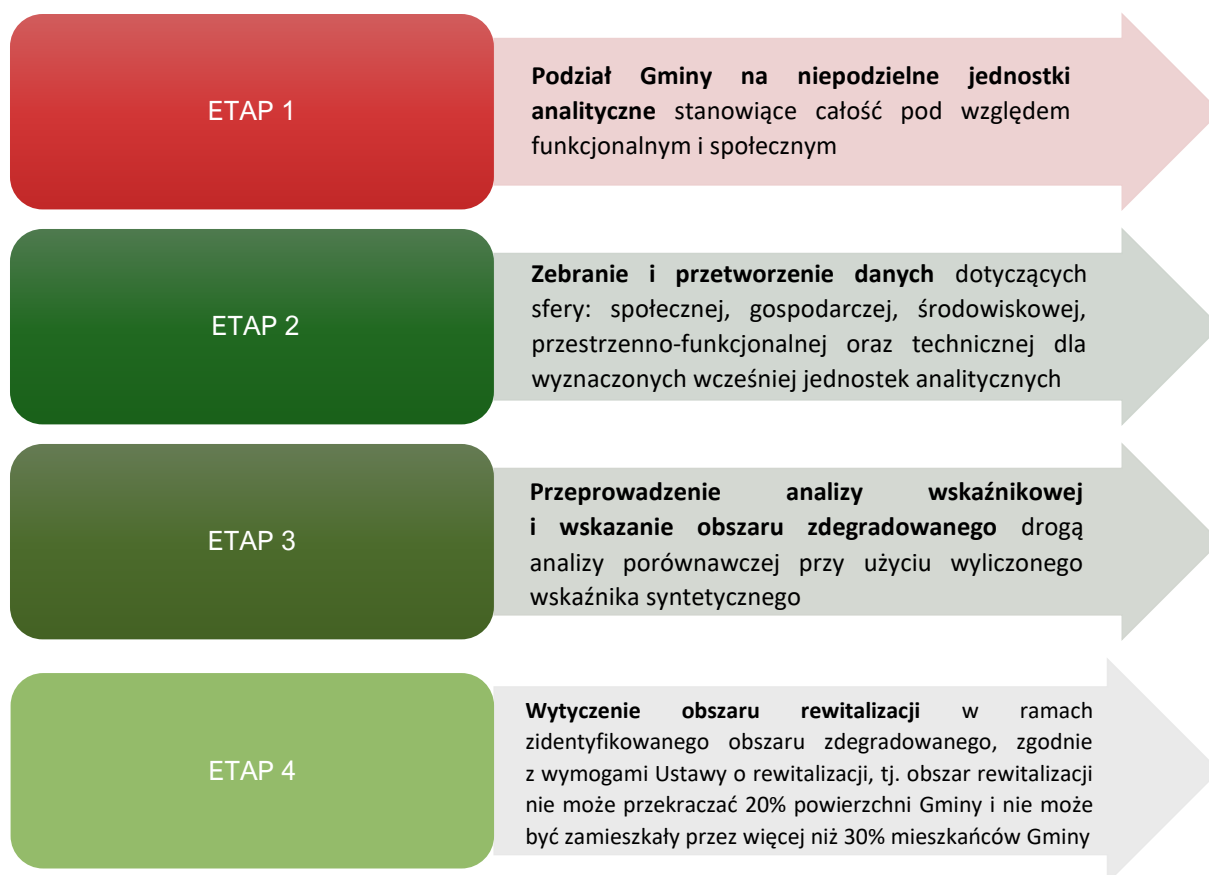 ETAP 1
Podział Gminy na niepodzielne jednostki
analityczne stanowiące całość pod względem
funkcjonalnym i społecznym
ETAP 2
Zebranie i przetworzenie danych dotyczących
sfery: społecznej, gospodarczej, środowiskowej,
przestrzenno-funkcjonalnej oraz technicznej dla
wyznaczonych wcześniej jednostek analitycznych
ETAP 3
Przeprowadzenie analizy wskaźnikowej
i wskazanie obszaru zdegradowanego drogą
analizy porównawczej przy użyciu wyliczonego
wskaźnika syntetycznego
ETAP 4
Wytyczenie obszaru rewitalizacji w ramach
zidentyfikowanego obszaru zdegradowanego, zgodnie
z wymogami Ustawy o rewitalizacji, tj. obszar rewitalizacji
nie może przekraczać 20% powierzchni Gminy i nie może
być zamieszkały przez więcej niż 30% mieszkańców Gminy